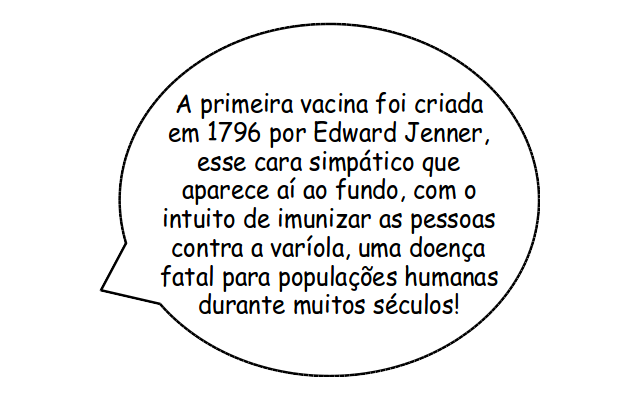 A primeira vacina foi criada
em 1796 por Edward Jenner,
esse cara simpático que
aparece aí ao fundo, com o
intuito de imunizar as pessoas
contra a varíola, uma doença
fatal para populações humanas
durante muitos séculos!